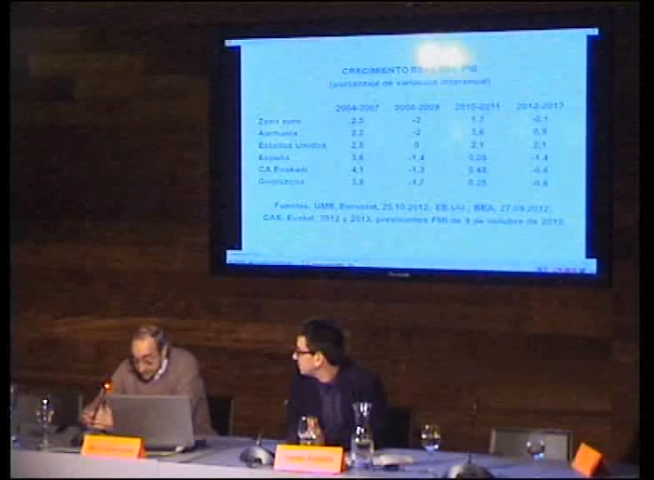 CRECIMIENTO REAL DEL PIB
(porcentaje de variación interanual)
2004-2007 2008-2009 2010-2011 2012-2013
Zona euro 2,5 -2 1,7 -0,1
Alemania 2,2 -2 3,6 0,9
Estados Unidos 2,8 0 2,1 2,1
España 3,6 -1,4 0,05 -1,4
CA Euskadi 4,1 -1,3 0,45 -0,6
Guipuzcoa 3,8 -1,7 0,25 -0,6
Fuentes: UME, Eurostat, 25.10.2012; EE.UU.: BEA, 27.09.2012;
CAE: Eustat, 2012 y 2013, previsiones FMI de 9 de octubre de 2012.